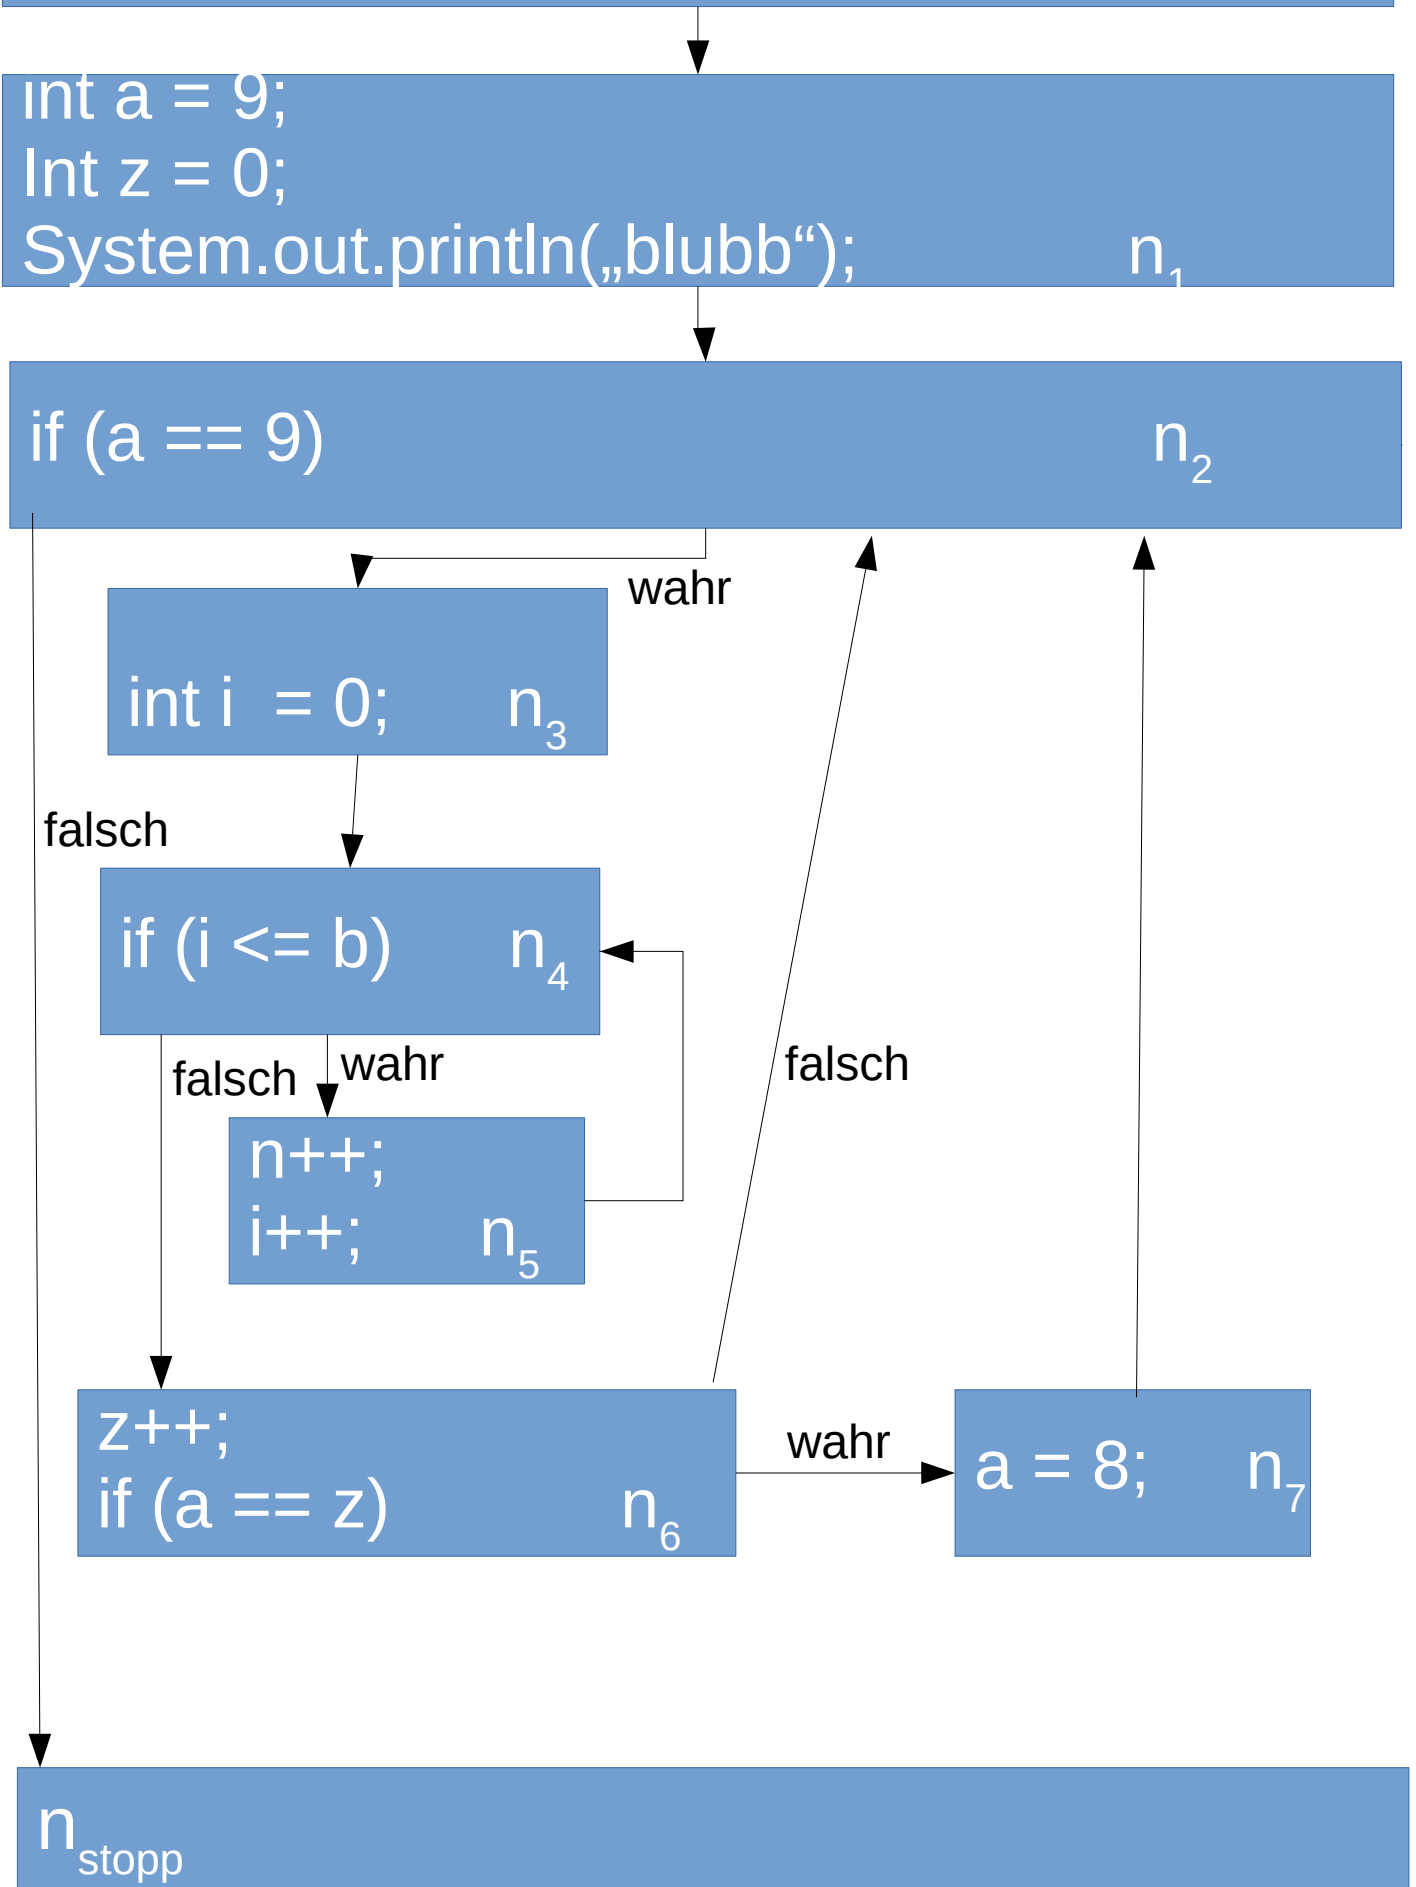 int a = 9;
Int z = 0;
System.out.println(„blubb“); n1
if (a == 9) n2
wahr
int i = 0; n3
falsch
if (i <= b) n4
falsch
wahr
falsch
n++;
i++; n5
z++;
if (a == z) n6
wahr
a = 8; n7
nstopp